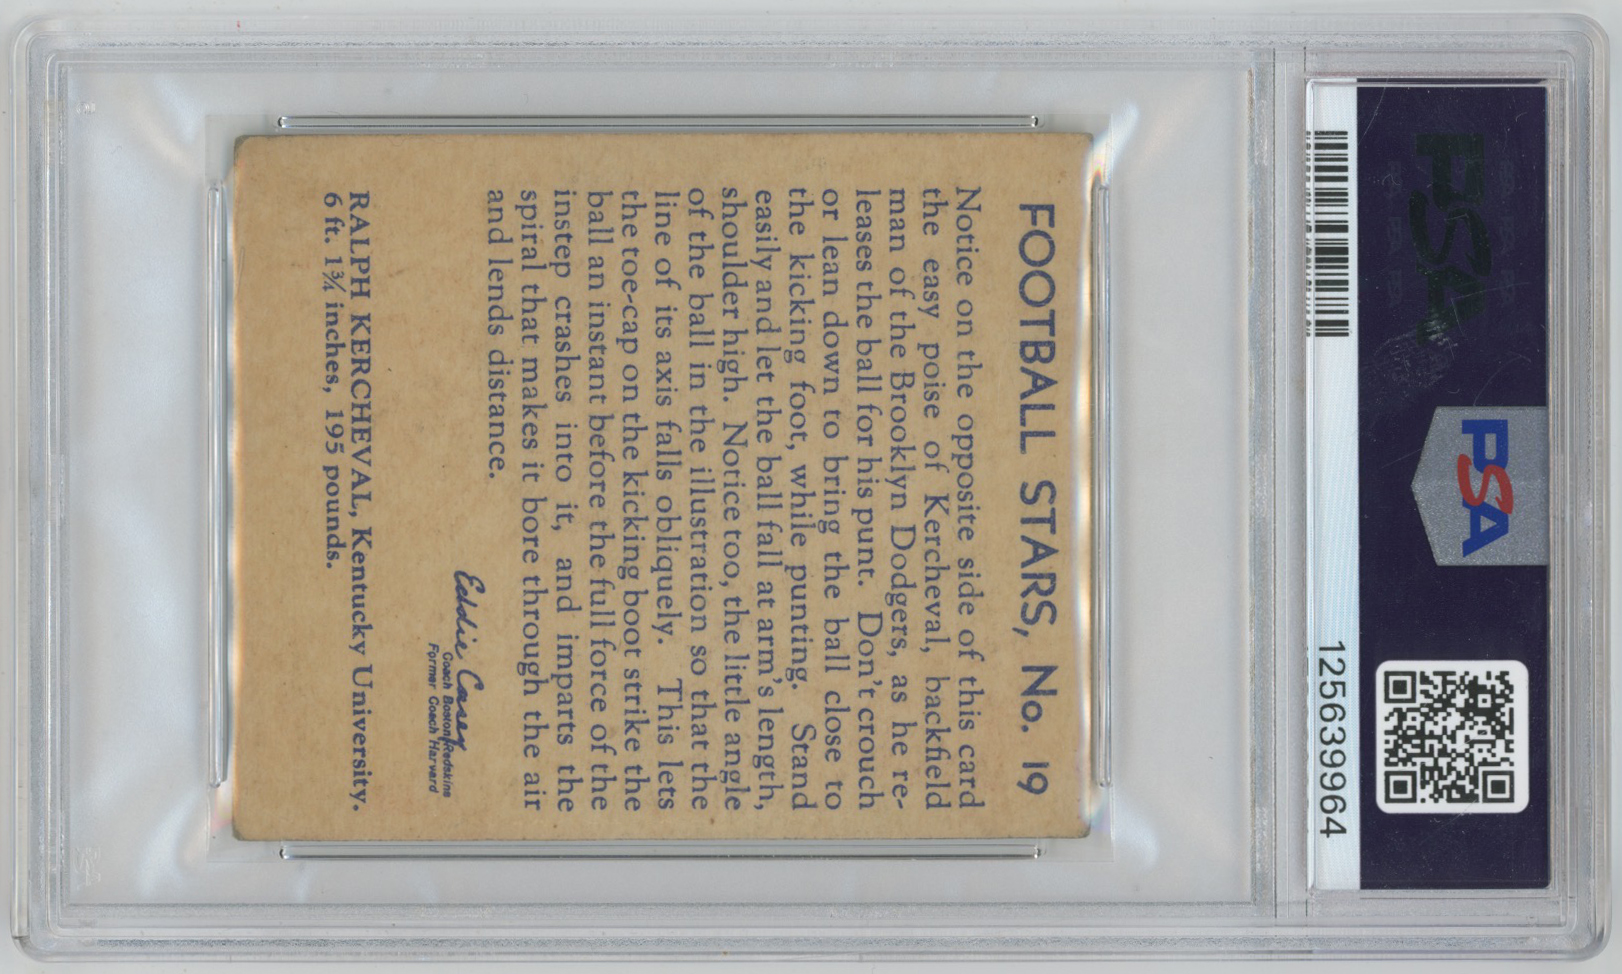 PSA
PSA
125639964
FOOTBALL STARS, No. 19
Notice on the opposite side of this card
the easy poise of Kercheval, backfield
man of the Brooklyn Dodgers, as he re-
leases the ball for his punt. Don't crouch
or lean down to bring the ball close to
the kicking foot, while punting. Stand
easily and let the ball fall at arm's length,
shoulder high. Notice too, the little angle
of the ball in the illustration so that the
line of its axis falls obliquely. This lets
the toe-cap on the kicking boot strike the
ball an instant before the full force of the
instep crashes into it, and imparts the
spiral that makes it bore through the air
and lends distance.
Eddie Casey
Coach Boston Redskins
Former Coach Harvard
RALPH KERCHEVAL, Kentucky University.
6 ft. 1¾ inches, 195 pounds.